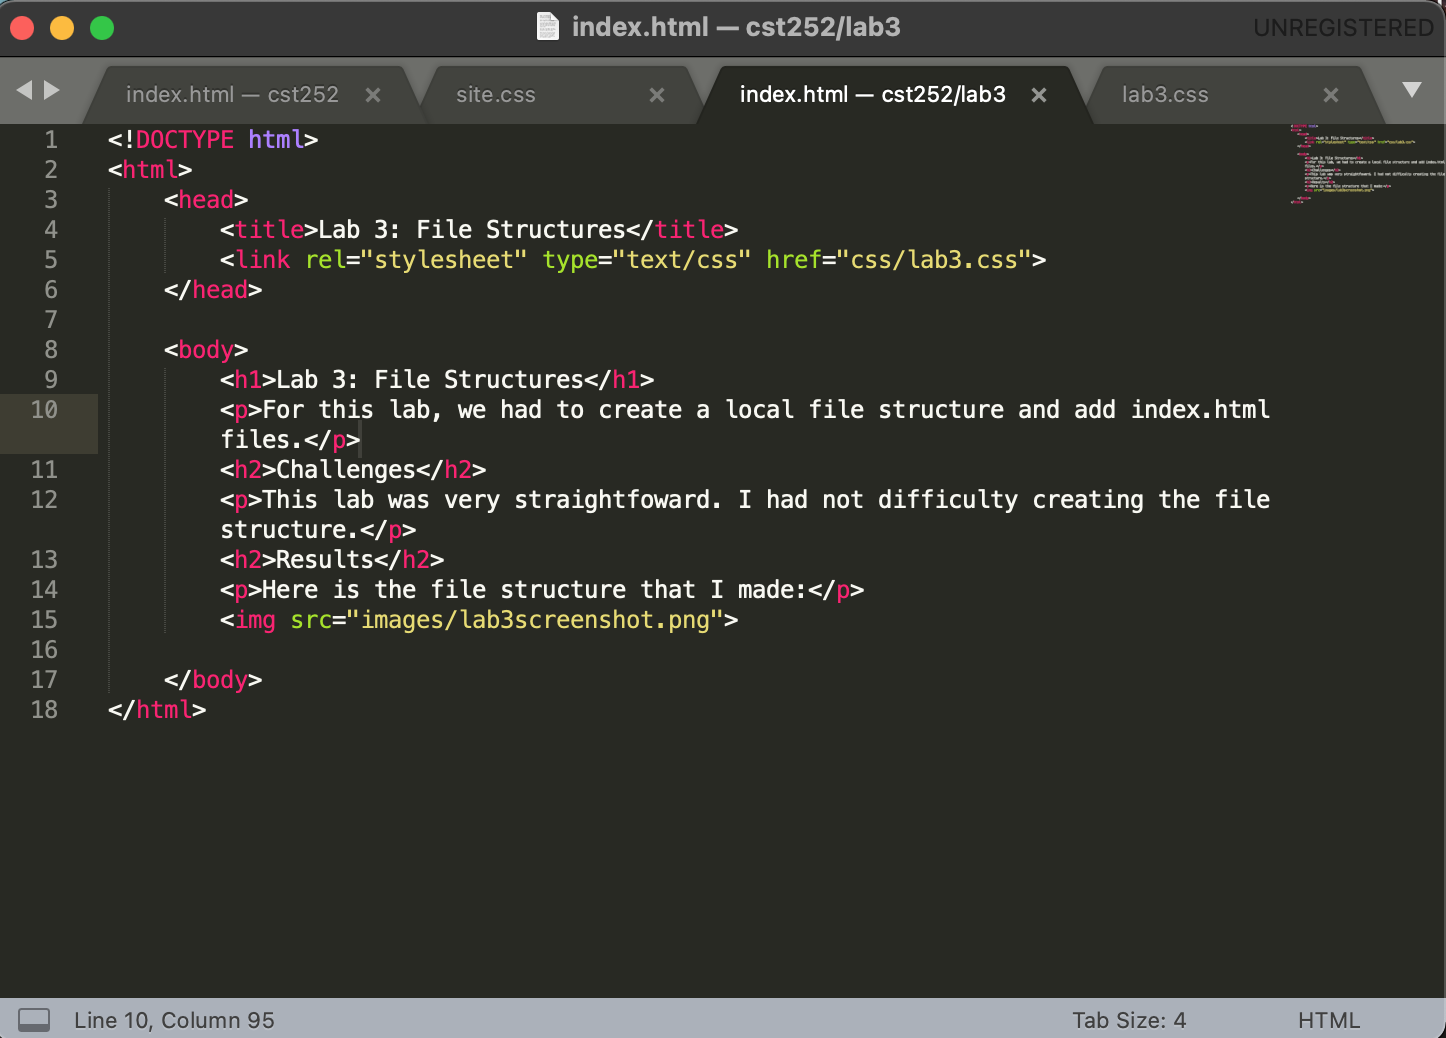 index.html — cst252/lab3
UNREGISTERED
index.html — cst252
site.css
index.html — cst252/lab3
lab3.css
1 <!DOCTYPE html>
2 <html>
3 <head>
4 <title>Lab 3: File Structures</title>
5 <link rel="stylesheet" type="text/css" href="css/lab3.css">
6 </head>
7
8 <body>
9 <h1>Lab 3: File Structures</h1>
10 <p>For this lab, we had to create a local file structure and add index.html
files.</p>
11 <h2>Challenges</h2>
12 <p>This lab was very straightfoward. I had not difficulty creating the file
structure.</p>
13 <h2>Results</h2>
14 <p>Here is the file structure that I made:</p>
15 <img src="images/lab3screenshot.png">
16
17 </body>
18 </html>
Line 10, Column 95
Tab Size: 4
HTML